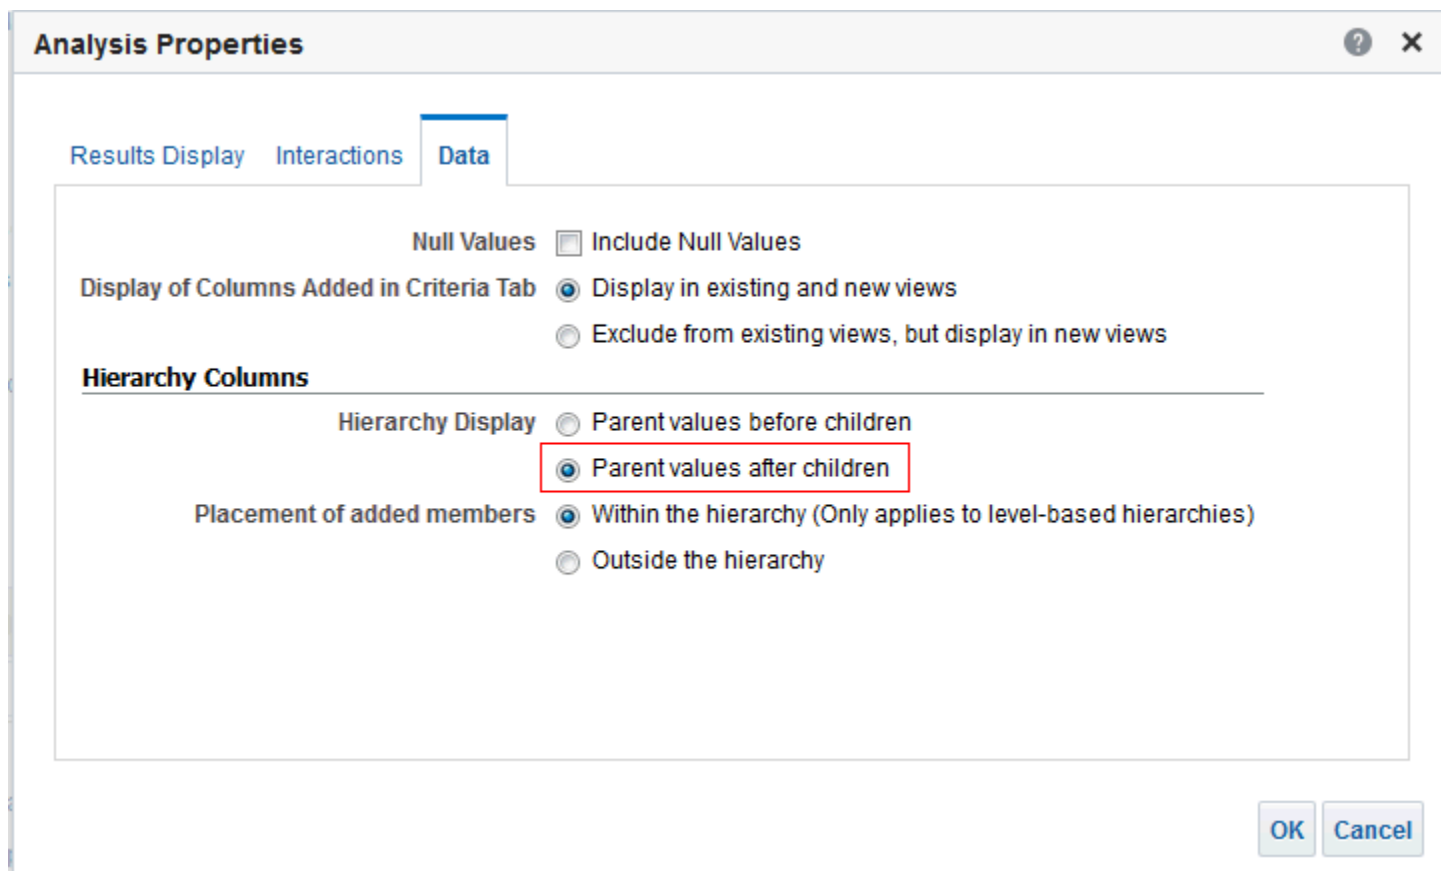 Analysis Properties
Results Display Interactions Data
Null Values Include Null Values
Display of Columns Added in Criteria Tab Display in existing and new views
Exclude from existing views, but display in new views
Hierarchy Columns
Hierarchy Display Parent values before children
Parent values after children
Placement of added members Within the hierarchy (Only applies to level-based hierarchies)
Outside the hierarchy
OK Cancel